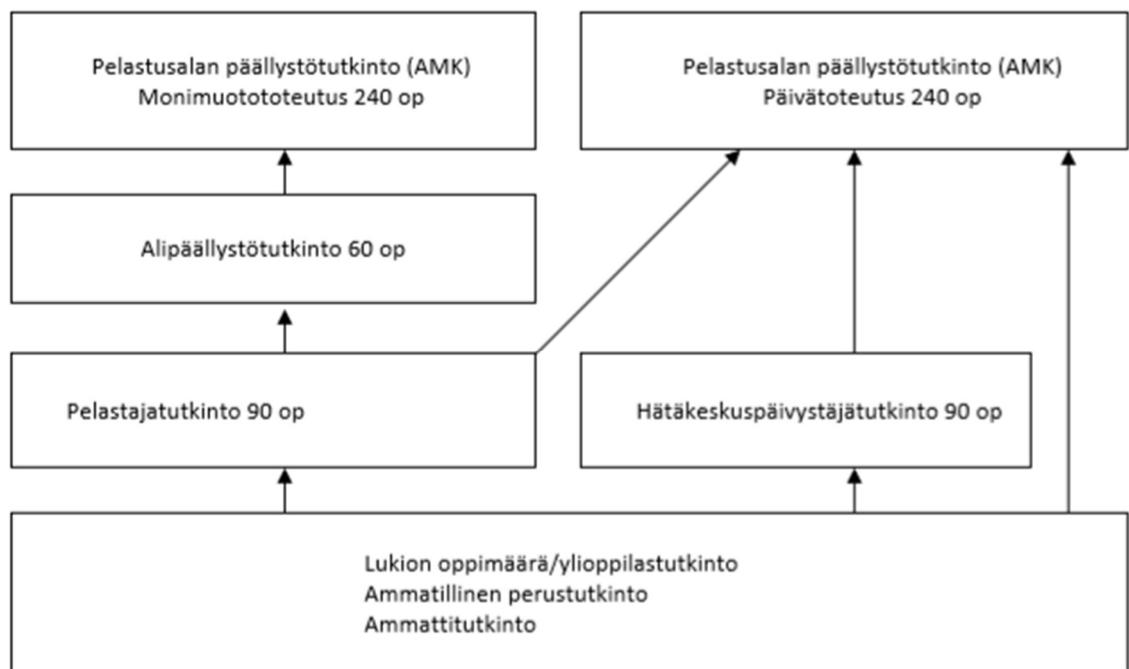 Pelastusalan päällystötutkinto (AMK)
Monimuotototeutus 240 op
Pelastusalan päällystötutkinto (AMK)
Päivätoteutus 240 op
Alipäällystötutkinto 60 op
Pelastajatutkinto 90 op
Hätäkeskuspäivystäjätutkinto 90 op
Lukion oppimäärä/ylioppilastutkinto
Ammatillinen perustutkinto
Ammattitutkinto